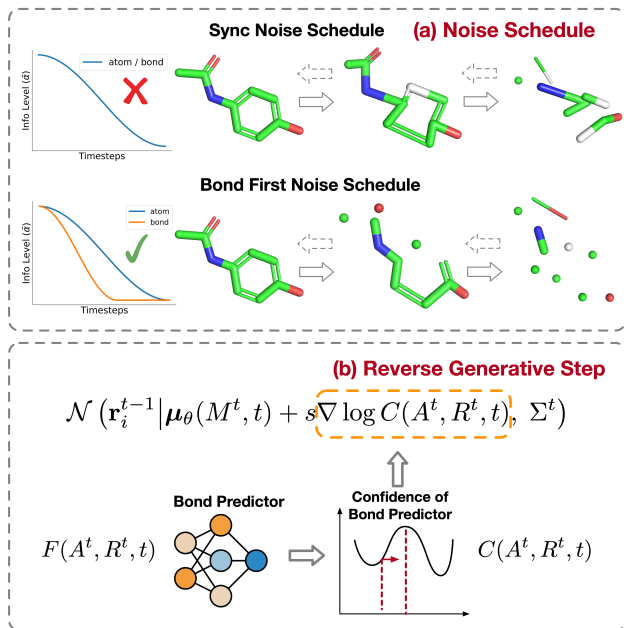 Sync Noise Schedule
(a) Noise Schedule
Info Level (ᾱ)
atom / bond
Timesteps
Bond First Noise Schedule
Info Level (ᾱ)
atom
bond
Timesteps
(b) Reverse Generative Step
𝒩(r_i^{t−1}|μ_θ(M^t, t) + s∇ log C(A^t, R^t, t), Σ^t)
Bond Predictor
Confidence of
Bond Predictor
F(A^t, R^t, t)
C(A^t, R^t, t)